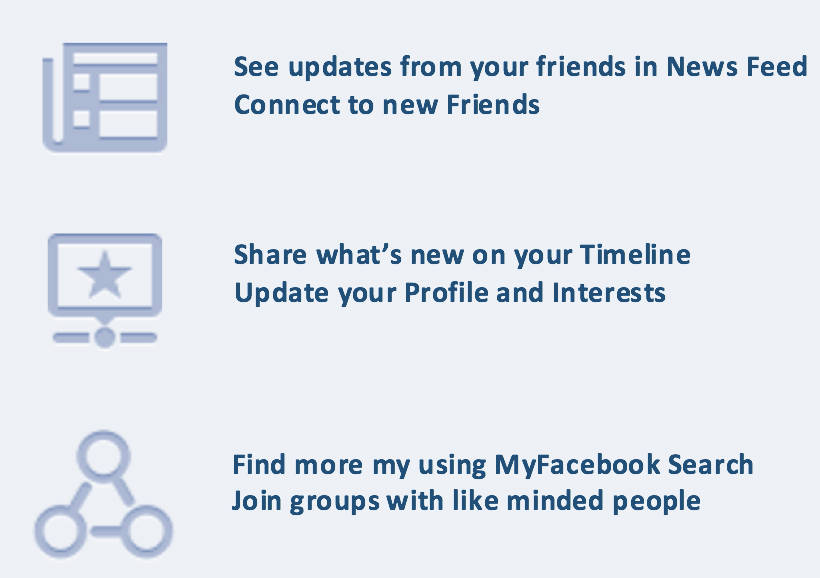 See updates from your friends in News Feed
Connect to new Friends
Share what’s new on your Timeline
Update your Profile and Interests
Find more my using MyFacebook Search
Join groups with like minded people